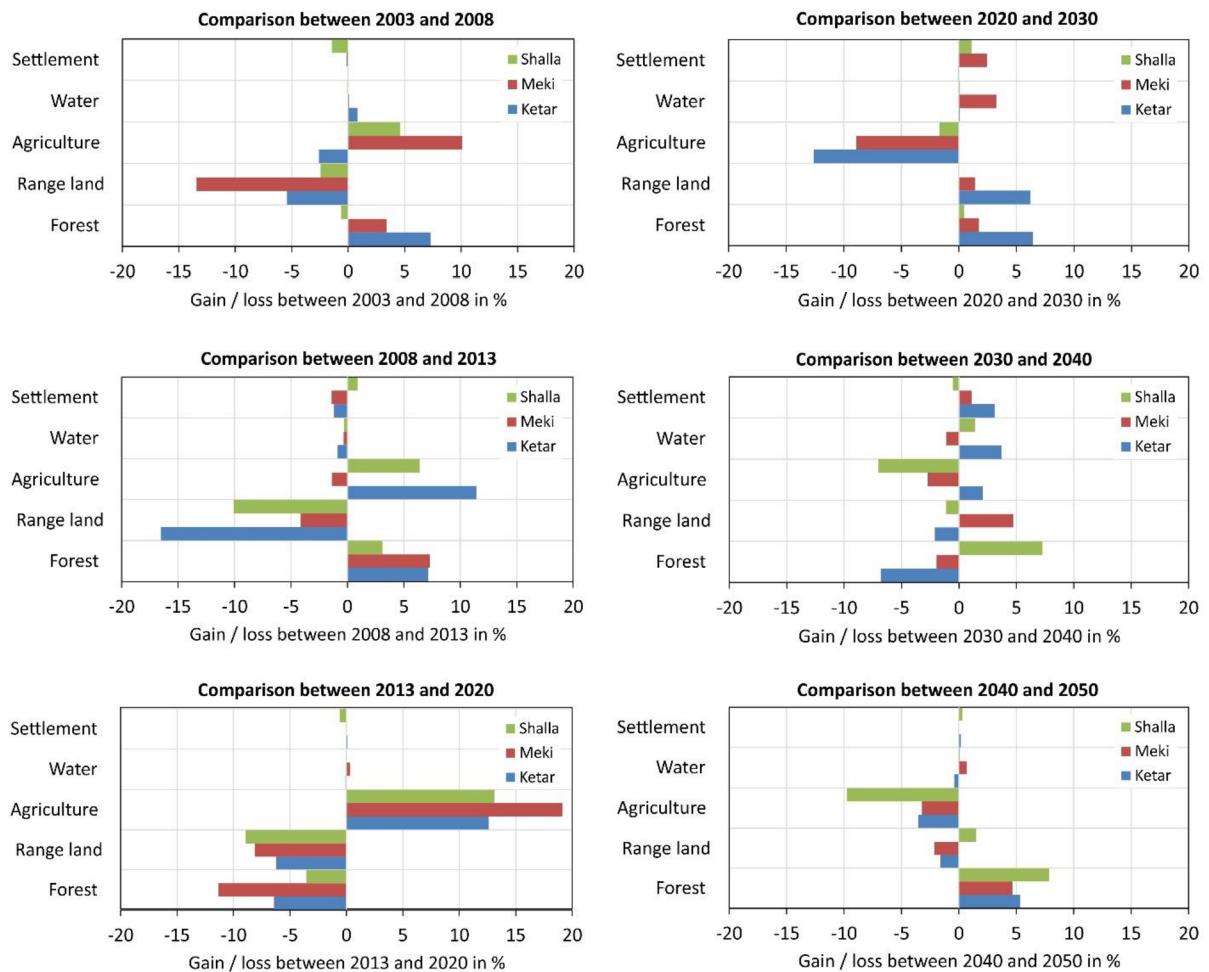 Comparison between 2003 and 2008
-20 -15 -10 -5 0 5 10 15 20
Settlement
Water
Agriculture
Range land
Forest
Shalla
Meki
Ketar
-20 -15 -10 -5 0 5 10 15 20
Gain / loss between 2003 and 2008 in %
Comparison between 2020 and 2030
Settlement
Water
Agriculture
Range land
Forest
Shalla
Meki
Ketar
-20 -15 -10 -5 0 5 10 15 20
Gain / loss between 2020 and 2030 in %
Comparison between 2008 and 2013
Settlement
Water
Agriculture
Range land
Forest
Shalla
Meki
Ketar
-20 -15 -10 -5 0 5 10 15 20
Gain / loss between 2008 and 2013 in %
Comparison between 2030 and 2040
Settlement
Water
Agriculture
Range land
Forest
Shalla
Meki
Ketar
-20 -15 -10 -5 0 5 10 15 20
Gain / loss between 2030 and 2040 in %
Comparison between 2013 and 2020
Settlement
Water
Agriculture
Range land
Forest
Shalla
Meki
Ketar
-20 -15 -10 -5 0 5 10 15 20
Gain / loss between 2013 and 2020 in %
Comparison between 2040 and 2050
Settlement
Water
Agriculture
Range land
Forest
Shalla
Meki
Ketar
-20 -15 -10 -5 0 5 10 15 20
Gain / loss between 2040 and 2050 in %